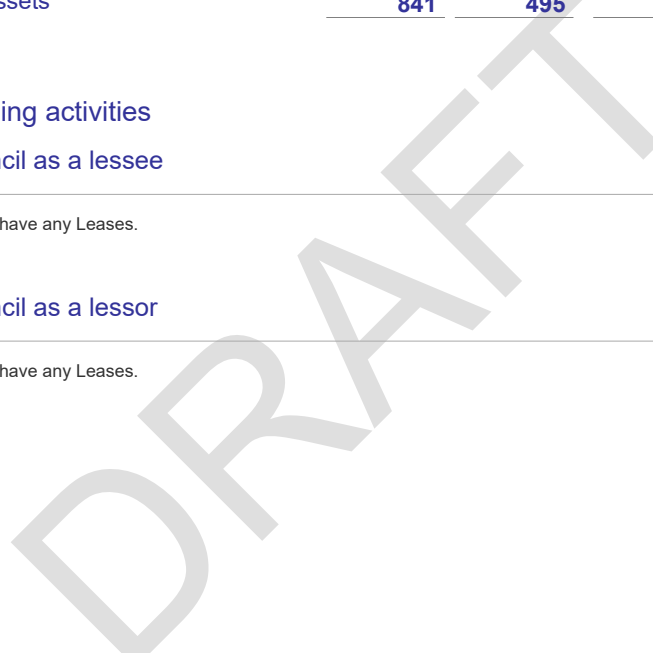 ssets 841 495
ing activities
cil as a lessee
have any Leases.
cil as a lessor
have any Leases.
DRAFT